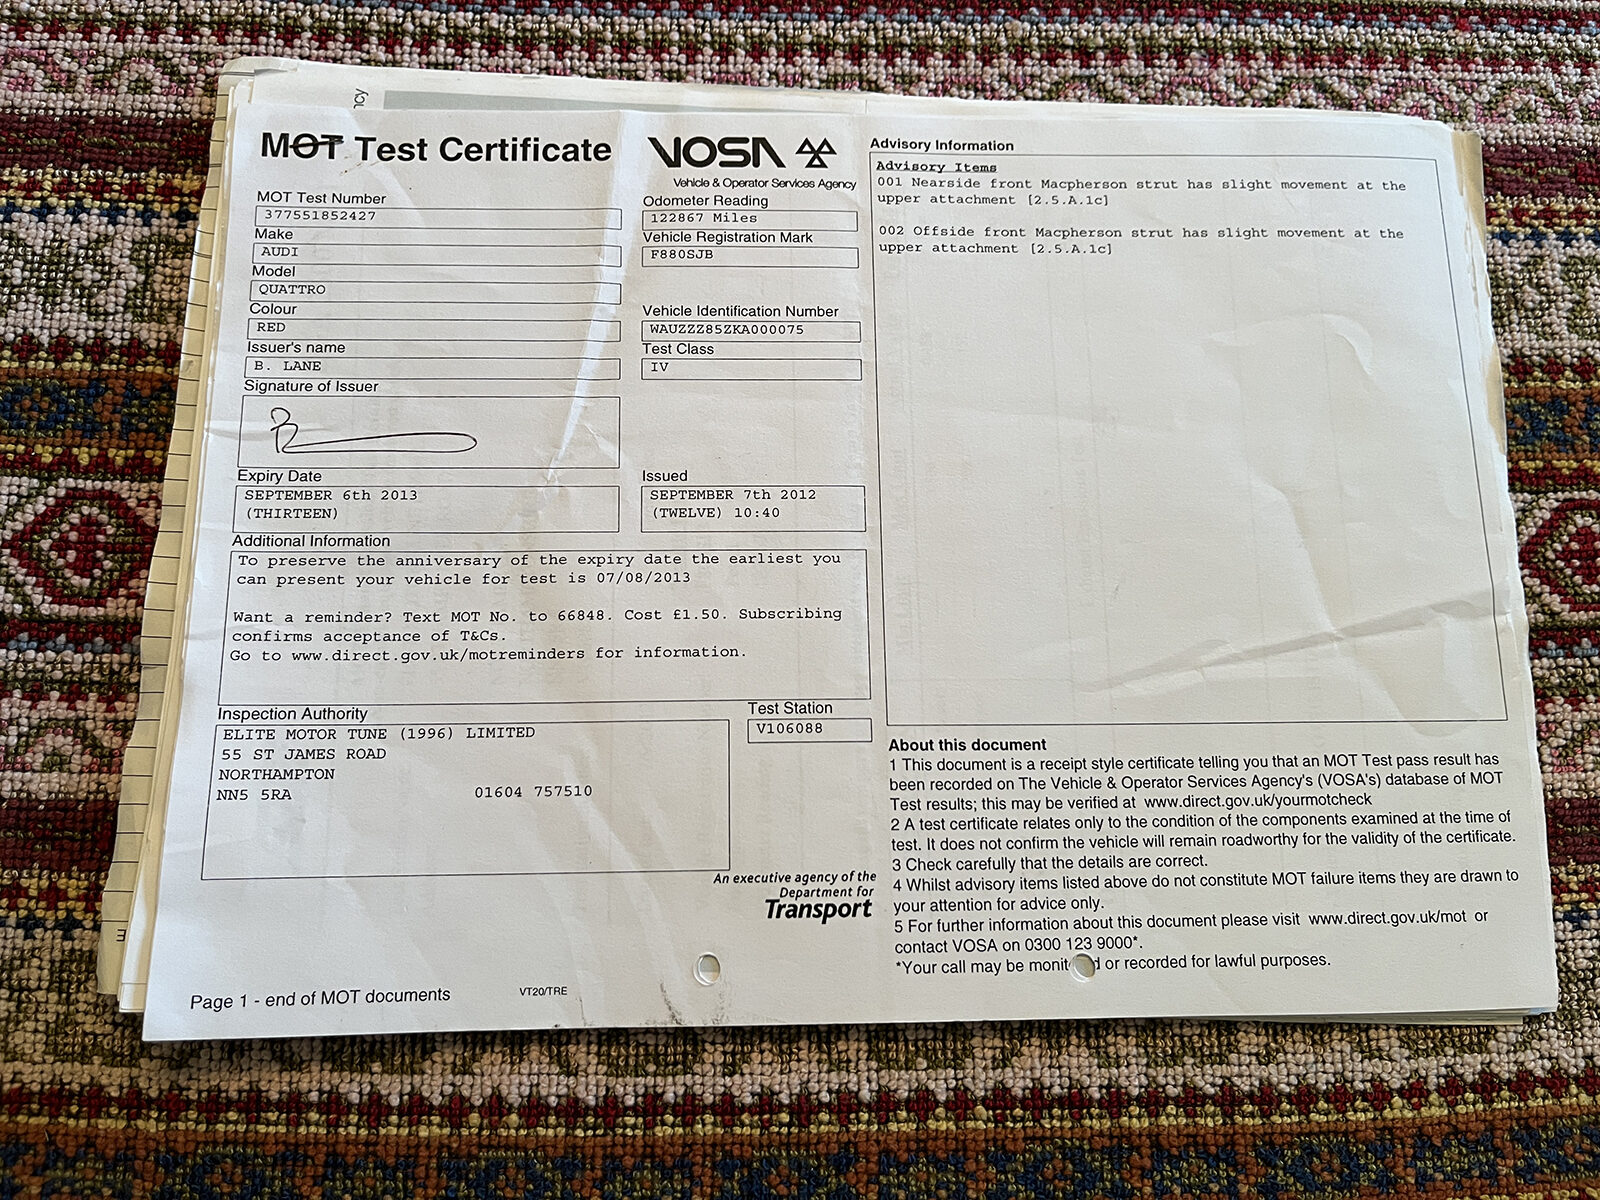 ncy
MOT Test Certificate
VOSA
Vehicle & Operator Services Agency
MOT Test Number
377551852427
Make
AUDI
Model
QUATTRO
Colour
RED
Issuer's name
B. LANE
Signature of Issuer
Odometer Reading
122867 Miles
Vehicle Registration Mark
F880SJB
Vehicle Identification Number
WAUZZZ85ZKA000075
Test Class
IV
Expiry Date
SEPTEMBER 6th 2013
(THIRTEEN)
Issued
SEPTEMBER 7th 2012
(TWELVE) 10:40
Additional Information
To preserve the anniversary of the expiry date the earliest you
can present your vehicle for test is 07/08/2013
Want a reminder? Text MOT No. to 66848. Cost £1.50. Subscribing
confirms acceptance of T&Cs.
Go to www.direct.gov.uk/motreminders for information.
Inspection Authority
ELITE MOTOR TUNE (1996) LIMITED
55 ST JAMES ROAD
NORTHAMPTON
NN5 5RA 01604 757510
Test Station
V106088
An executive agency of the
Department for
Transport
Page 1 - end of MOT documents
VT20/TRE
Advisory Information
Advisory Items
001 Nearside front Macpherson strut has slight movement at the
upper attachment [2.5.A.1c]
002 Offside front Macpherson strut has slight movement at the
upper attachment [2.5.A.1c]
About this document
1 This document is a receipt style certificate telling you that an MOT Test pass result has
been recorded on The Vehicle & Operator Services Agency's (VOSA's) database of MOT
Test results; this may be verified at www.direct.gov.uk/yourmotcheck
2 A test certificate relates only to the condition of the components examined at the time of
test. It does not confirm the vehicle will remain roadworthy for the validity of the certificate.
3 Check carefully that the details are correct.
4 Whilst advisory items listed above do not constitute MOT failure items they are drawn to
your attention for advice only.
5 For further information about this document please visit www.direct.gov.uk/mot or
contact VOSA on 0300 123 9000*.
*Your call may be monit d or recorded for lawful purposes.